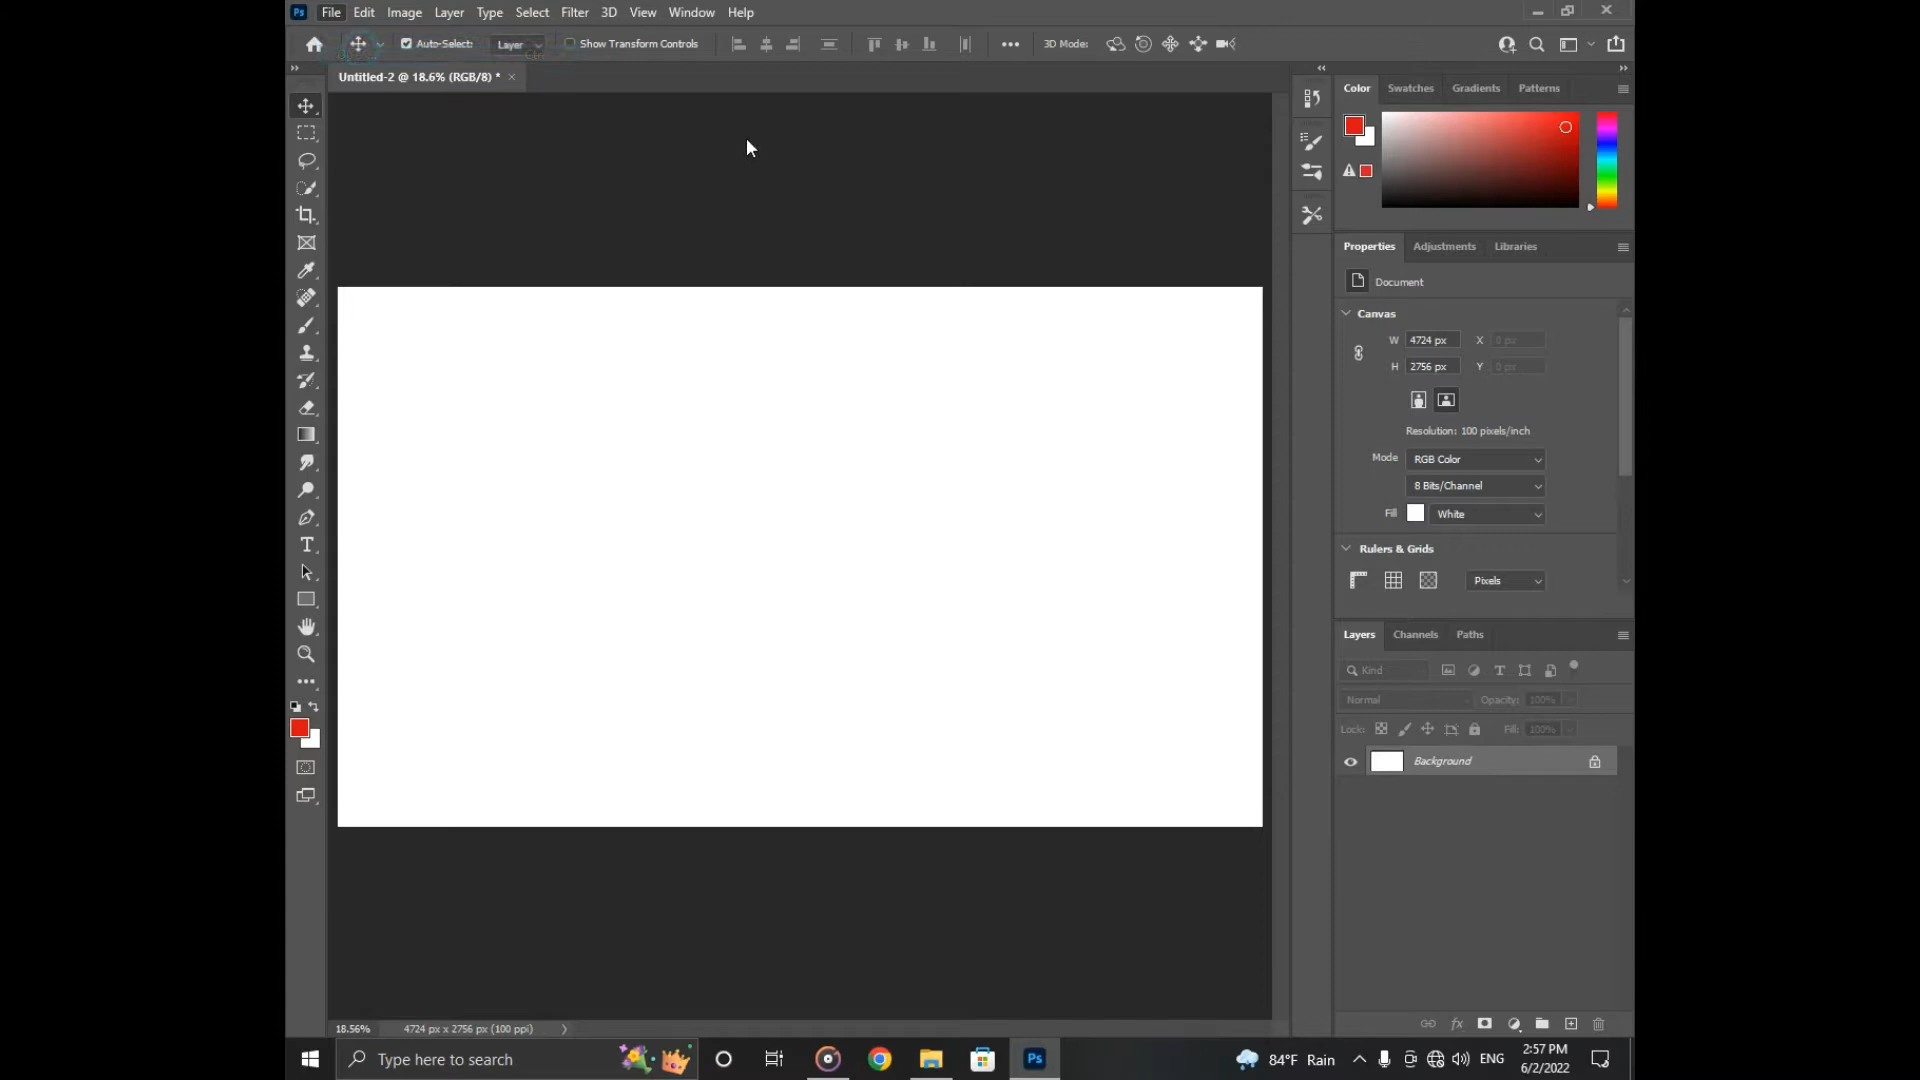 Ps File Edit Image Layer Type Select Filter 3D View Window Help
Auto-Select: Layer Show Transform Controls 3D Mode:
Untitled-2 @ 18.6% (RGB/8) *
Color Swatches Gradients Patterns
Properties Adjustments Libraries
Document
Canvas
W 4724 px X 0 px
H 2756 px Y 0 px
Resolution: 100 pixels/inch
Mode RGB Color
8 Bits/Channel
Fill White
Rulers & Grids
Pixels
Layers Channels Paths
Kind
Normal Opacity: 100%
Lock: Fill: 100%
Background
18.56% 4724 px x 2756 px (100 ppi)
Type here to search Ps 84°F Rain ENG 2:57 PM
6/2/2022